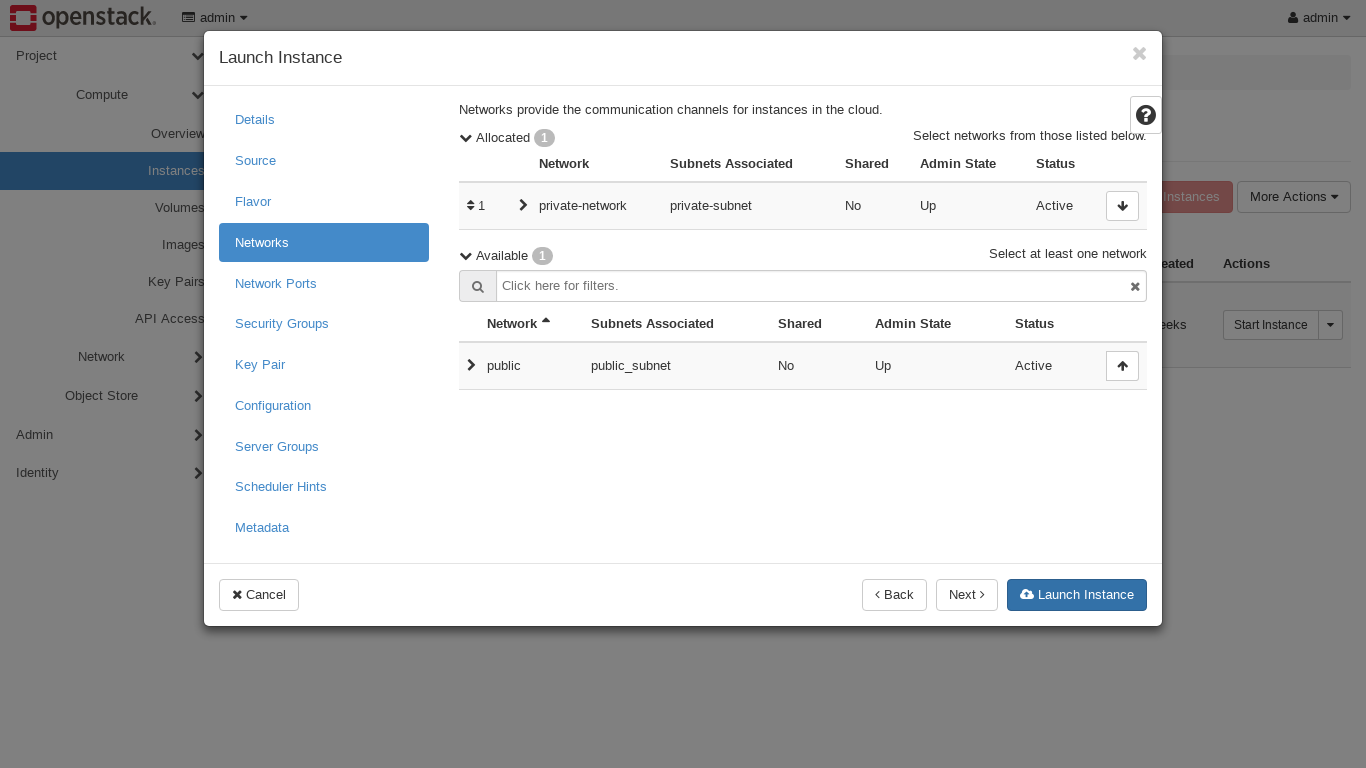 openstack. admin admin
Launch Instance
Project
Compute
Overview
Instances
Volumes
Images
Key Pairs
API Access
Network
Object Store
Admin
Identity
Details
Source
Flavor
Networks
Network Ports
Security Groups
Key Pair
Configuration
Server Groups
Scheduler Hints
Metadata
Networks provide the communication channels for instances in the cloud.
Allocated 1 Select networks from those listed below.
Network Subnets Associated Shared Admin State Status
1 private-network private-subnet No Up Active
Available 1 Select at least one network
Click here for filters.
Network Subnets Associated Shared Admin State Status
public public_subnet No Up Active
Cancel Back Next Launch Instance
Instances More Actions
Actions
Start Instance